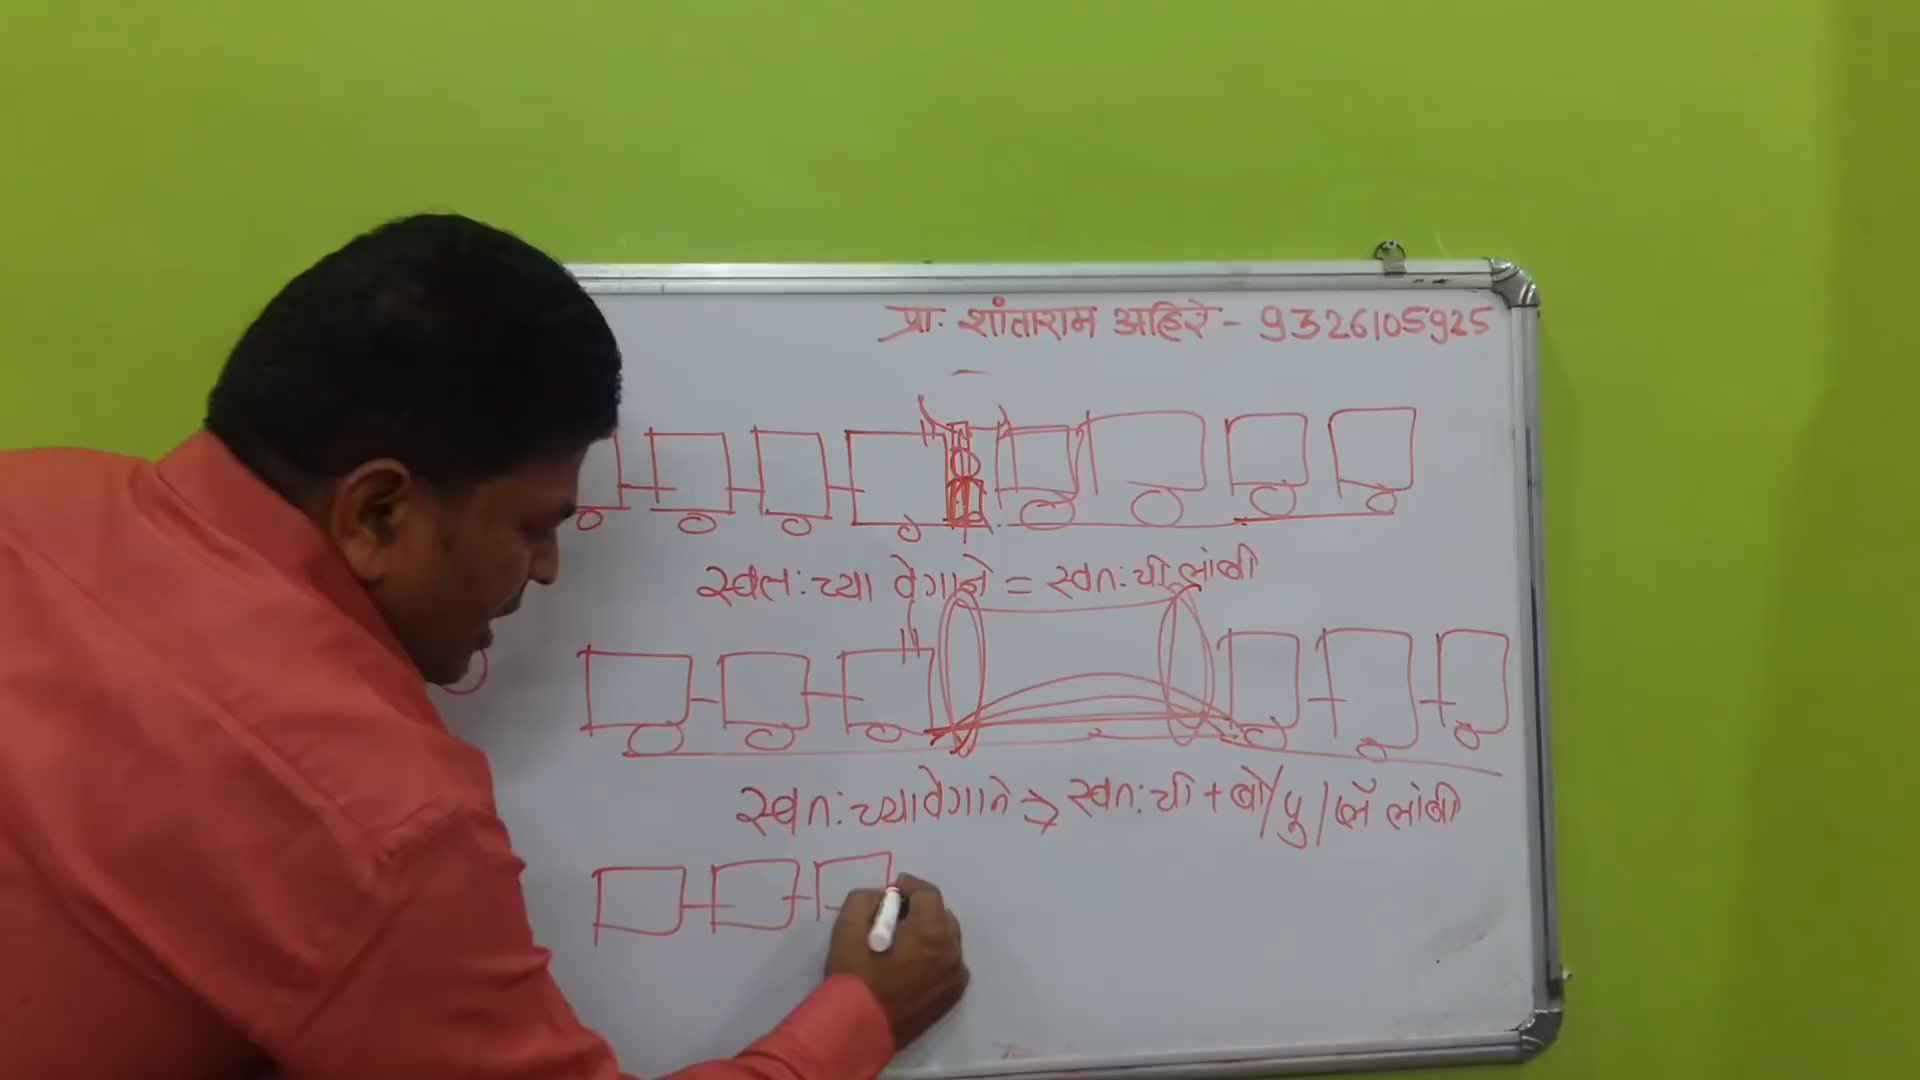 प्रा. शांताराम अहिरे - 9326105925
स्वत:च्या वेगाने = स्वत:ची लांबी
स्वत:च्या वेगाने => स्वत:ची + बो/पु/प्लॅ लांबी